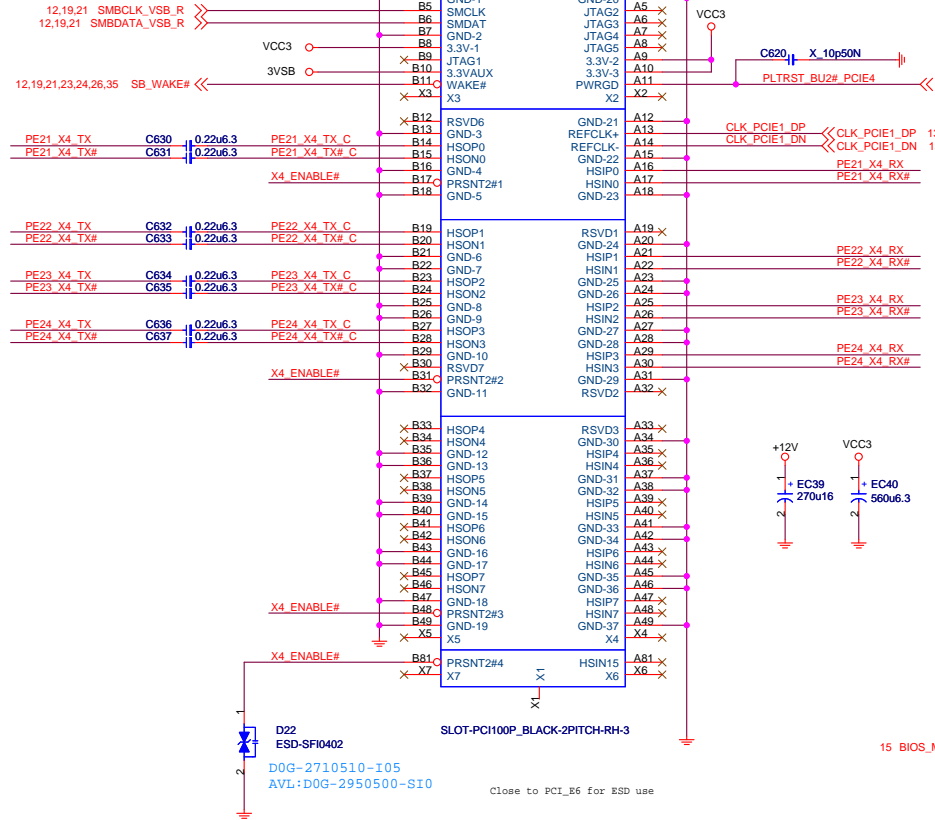 12,19,21 SMBCLK_VSB_R B5 SMCLK JTAG2 A5
12,19,21 SMBDATA_VSB_R B6 SMDAT JTAG3 A6
B7 GND-2 JTAG4 A7
VCC3 B8 3.3V-1 JTAG5 A8 VCC3
B9 JTAG1 3.3V-2 A9
3VSB B10 3.3VAUX 3.3V-3 A10 C620 X_10p50N
12,19,21,23,24,26,35 SB_WAKE# B11 WAKE# PWRGD A11 PLTRST_BU2#_PCIE4
X3 X3 X2 X2
B12 RSVD6 GND-21 A12
B13 GND-3 REFCLK+ A13 CLK_PCIE1_DP CLK_PCIE1_DP
PE21_X4_TX C630 0.22u6.3 PE21_X4_TX_C B14 HSOP0 REFCLK- A14 CLK_PCIE1_DN CLK_PCIE1_DN
PE21_X4_TX# C631 0.22u6.3 PE21_X4_TX#_C B15 HSON0 GND-22 A15
B16 GND-4 HSIP0 A16 PE21_X4_RX
X4_ENABLE# B17 PRSNT2#1 HSIN0 A17 PE21_X4_RX#
B18 GND-5 GND-23 A18
PE22_X4_TX C632 0.22u6.3 PE22_X4_TX_C B19 HSOP1 RSVD1 A19
PE22_X4_TX# C633 0.22u6.3 PE22_X4_TX#_C B20 HSON1 GND-24 A20
B21 GND-6 HSIP1 A21 PE22_X4_RX
B22 GND-7 HSIN1 A22 PE22_X4_RX#
PE23_X4_TX C634 0.22u6.3 PE23_X4_TX_C B23 HSOP2 GND-25 A23
PE23_X4_TX# C635 0.22u6.3 PE23_X4_TX#_C B24 HSON2 GND-26 A24
B25 GND-8 HSIP2 A25 PE23_X4_RX
B26 GND-9 HSIN2 A26 PE23_X4_RX#
PE24_X4_TX C636 0.22u6.3 PE24_X4_TX_C B27 HSOP3 GND-27 A27
PE24_X4_TX# C637 0.22u6.3 PE24_X4_TX#_C B28 HSON3 GND-28 A28
B29 GND-10 HSIP3 A29 PE24_X4_RX
B30 RSVD7 HSIN3 A30 PE24_X4_RX#
X4_ENABLE# B31 PRSNT2#2 GND-29 A31
B32 GND-11 RSVD2 A32
B33 HSOP4 RSVD3 A33
B34 HSON4 GND-30 A34
B35 GND-12 HSIP4 A35 +12V VCC3
B36 GND-13 HSIN4 A36
B37 HSOP5 GND-31 A37 1 + EC39 1 + EC40
B38 HSON5 GND-32 A38 270u16 560u6.3
B39 GND-14 HSIP5 A39 2 2
B40 GND-15 HSIN5 A40
B41 HSOP6 GND-33 A41
B42 HSON6 GND-34 A42
B43 GND-16 HSIP6 A43
B44 GND-17 HSIN6 A44
B45 HSOP7 GND-35 A45
B46 HSON7 GND-36 A46
B47 GND-18 HSIP7 A47
X4_ENABLE# B48 PRSNT2#3 HSIN7 A48
B49 GND-19 GND-37 A49
X5 X5 X4 X4
X4_ENABLE# B81 PRSNT2#4 HSIN15 A81
X7 X7 X1 X6 X6
X1
SLOT-PCI100P_BLACK-2PITCH-RH-3
1 D22
ESD-SFI0402
2 D0G-2710510-I05
AVL:D0G-2950500-SI0
Close to PCI_E6 for ESD use
15